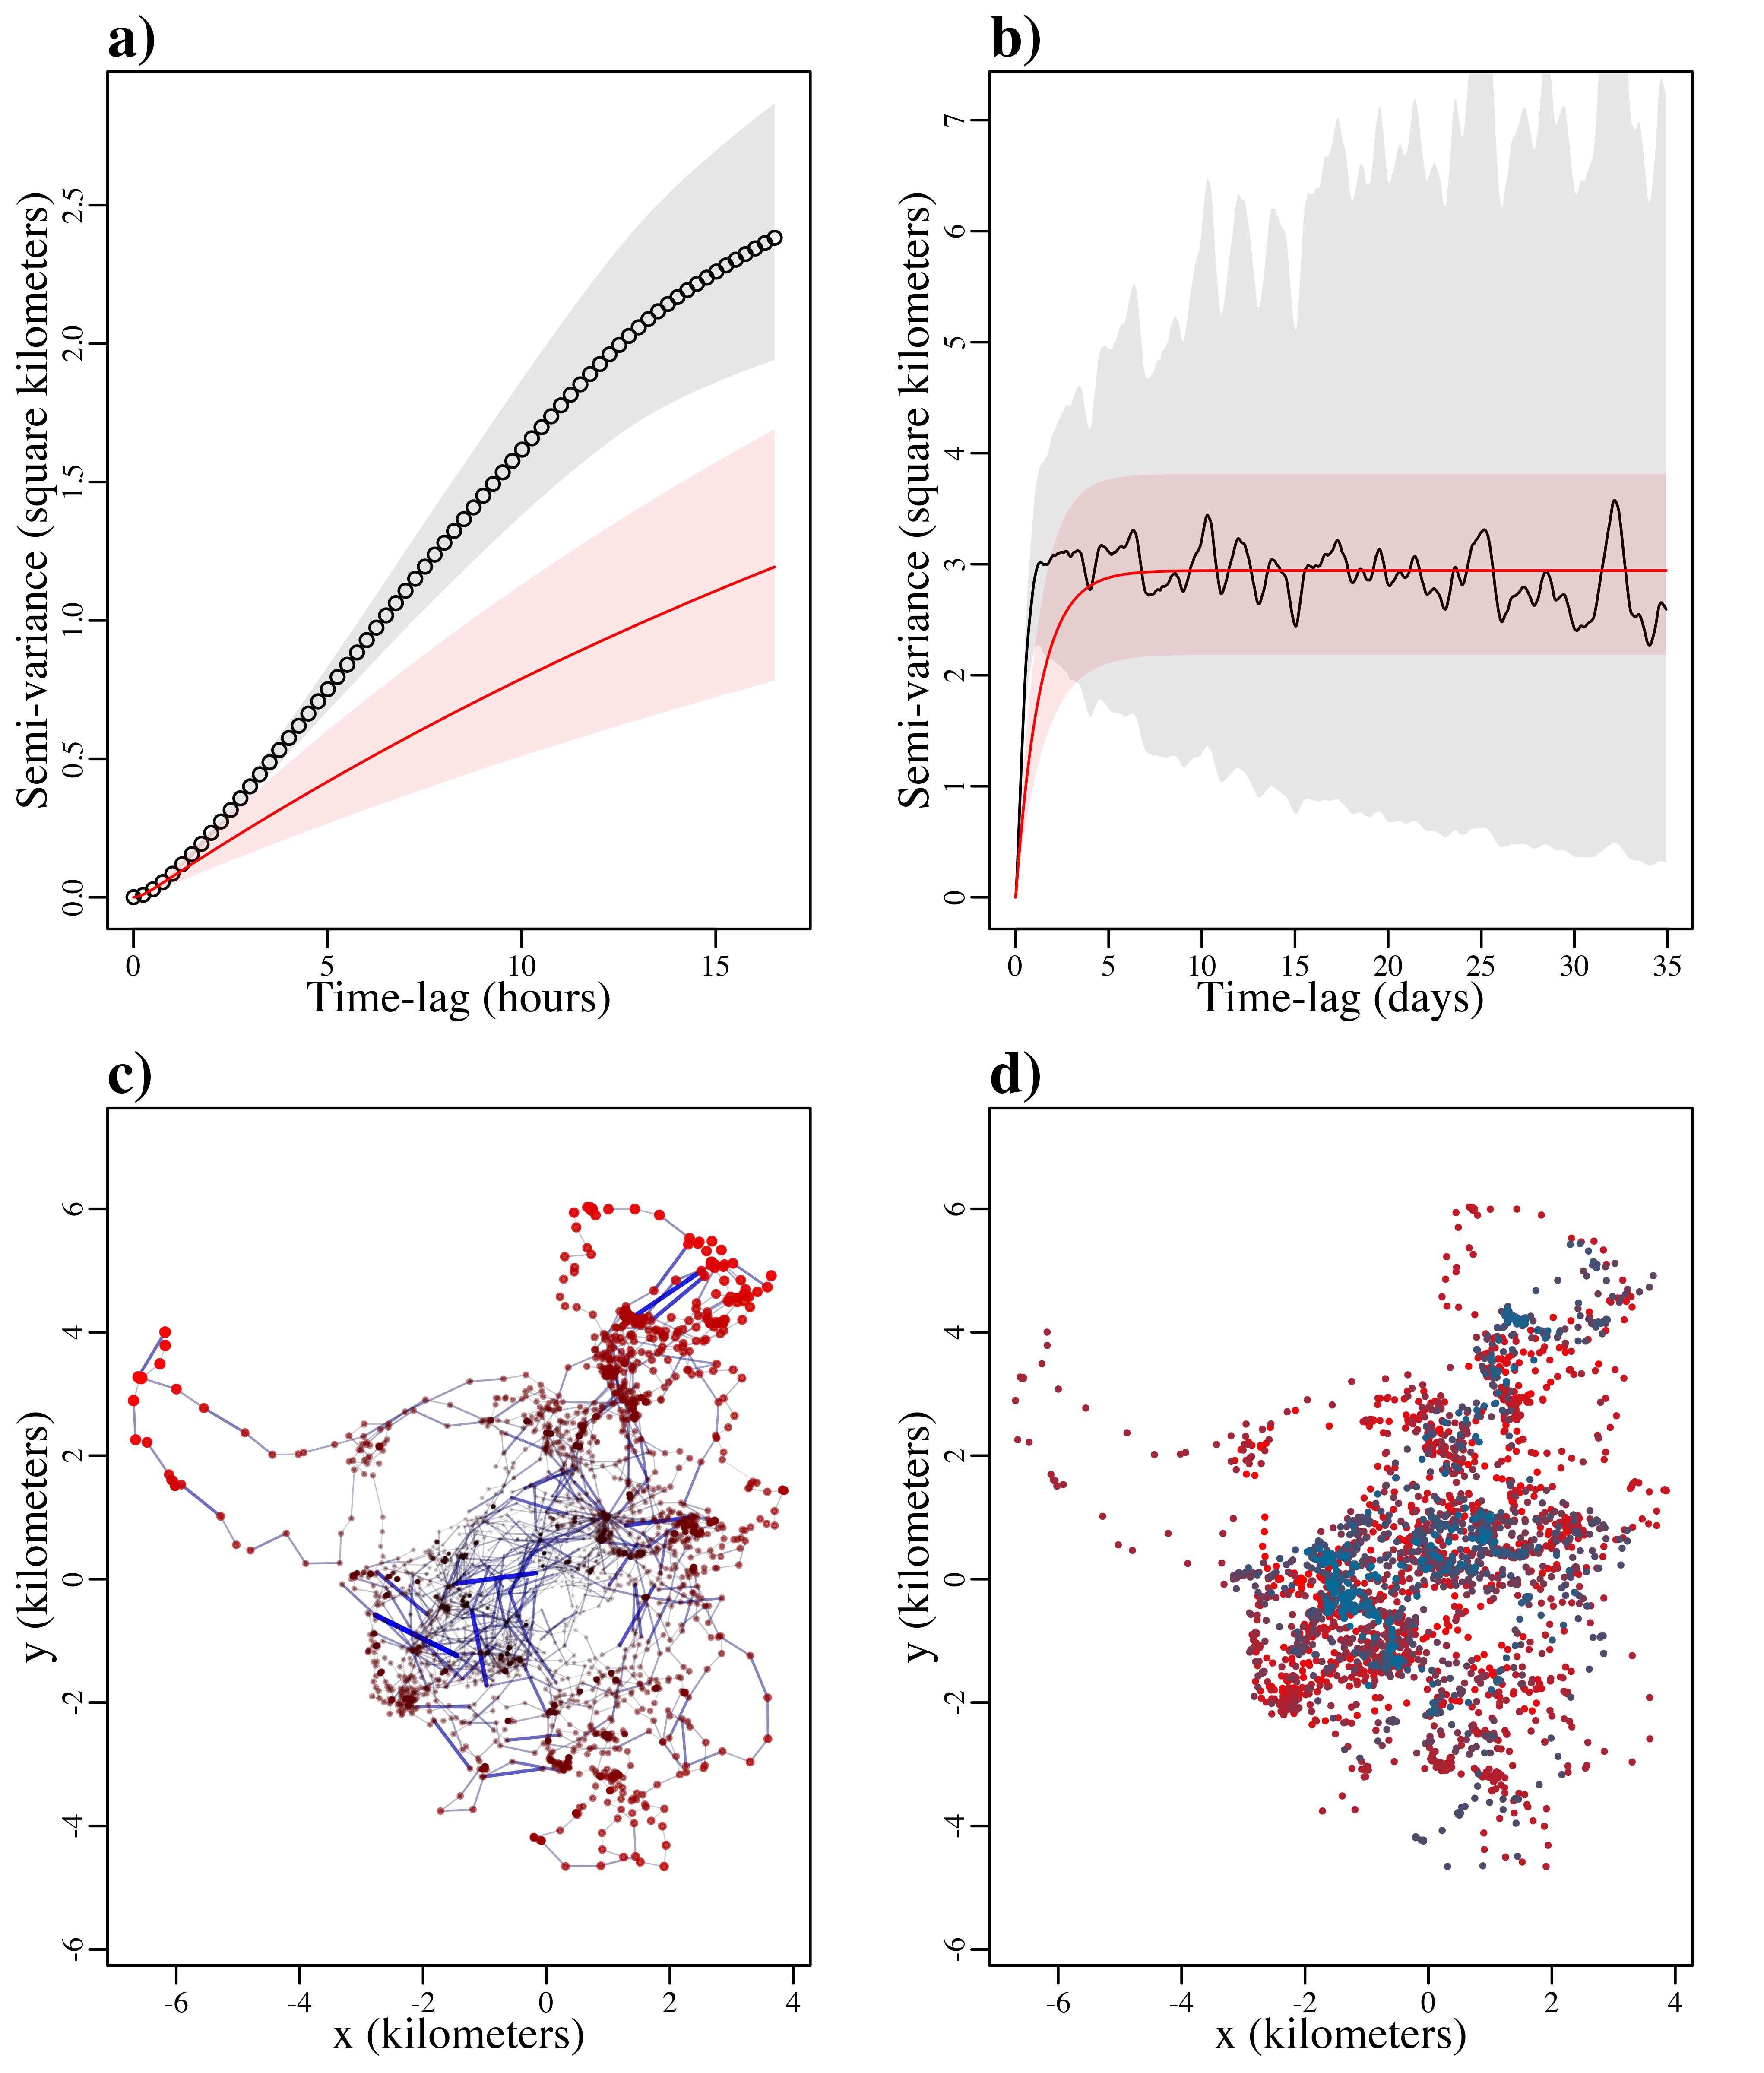 a)
Semi-variance (square kilometers)
0.0 0.5 1.0 1.5 2.0 2.5
0 5 10 15
Time-lag (hours)
b)
Semi-variance (square kilometers)
0 1 2 3 4 5 6 7
0 5 10 15 20 25 30 35
Time-lag (days)
c)
y (kilometers)
-6 -4 -2 0 2 4 6
-6 -4 -2 0 2 4
x (kilometers)
d)
y (kilometers)
-6 -4 -2 0 2 4 6
-6 -4 -2 0 2 4
x (kilometers)